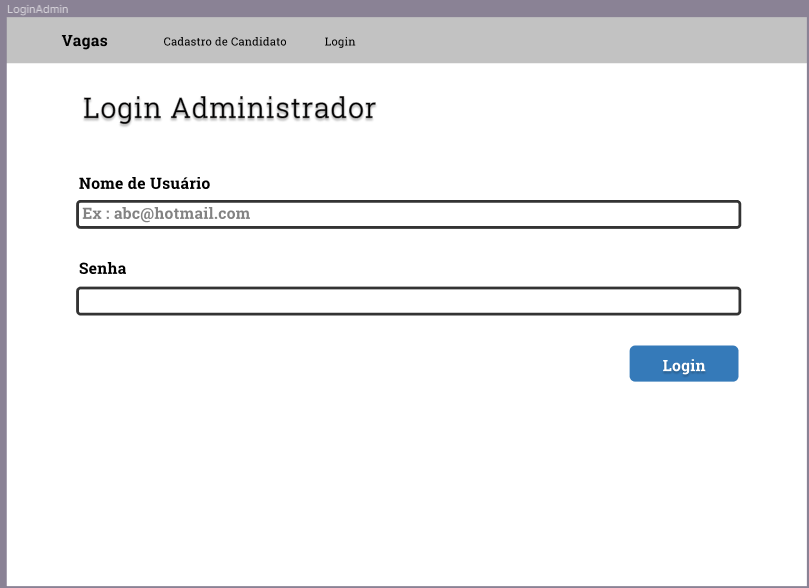 LoginAdmin
Vagas Cadastro de Candidato Login
Login Administrador
Nome de Usuário
Ex : abc@hotmail.com
Senha
Login